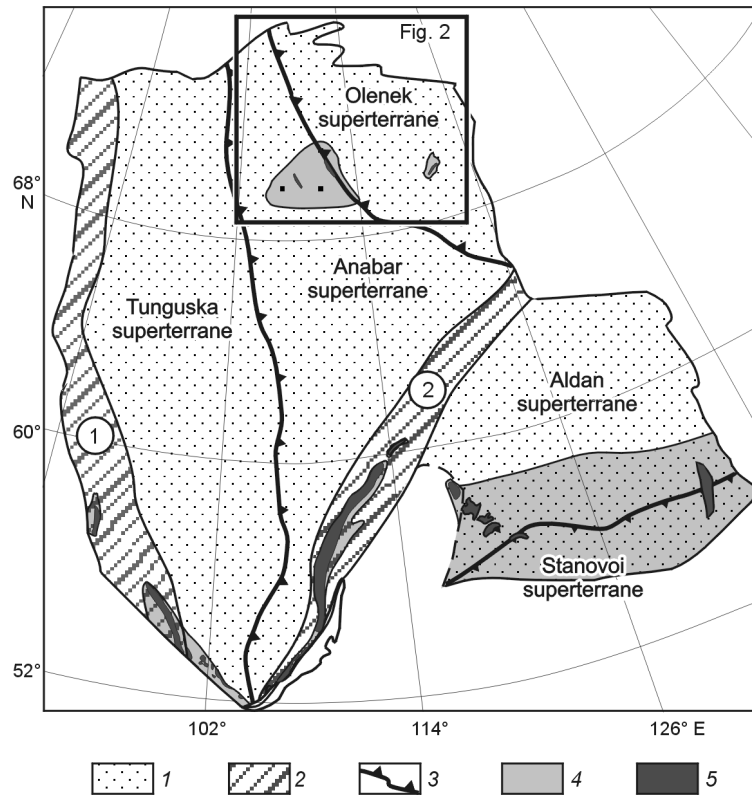 Fig. 2
Olenek
superterrane
68°
N
Anabar
superterrane
Tunguska
superterrane
2
Aldan
superterrane
60°
1
Stanovoi
superterrane
52°
102°
114°
126° E
1
2
3
4
5